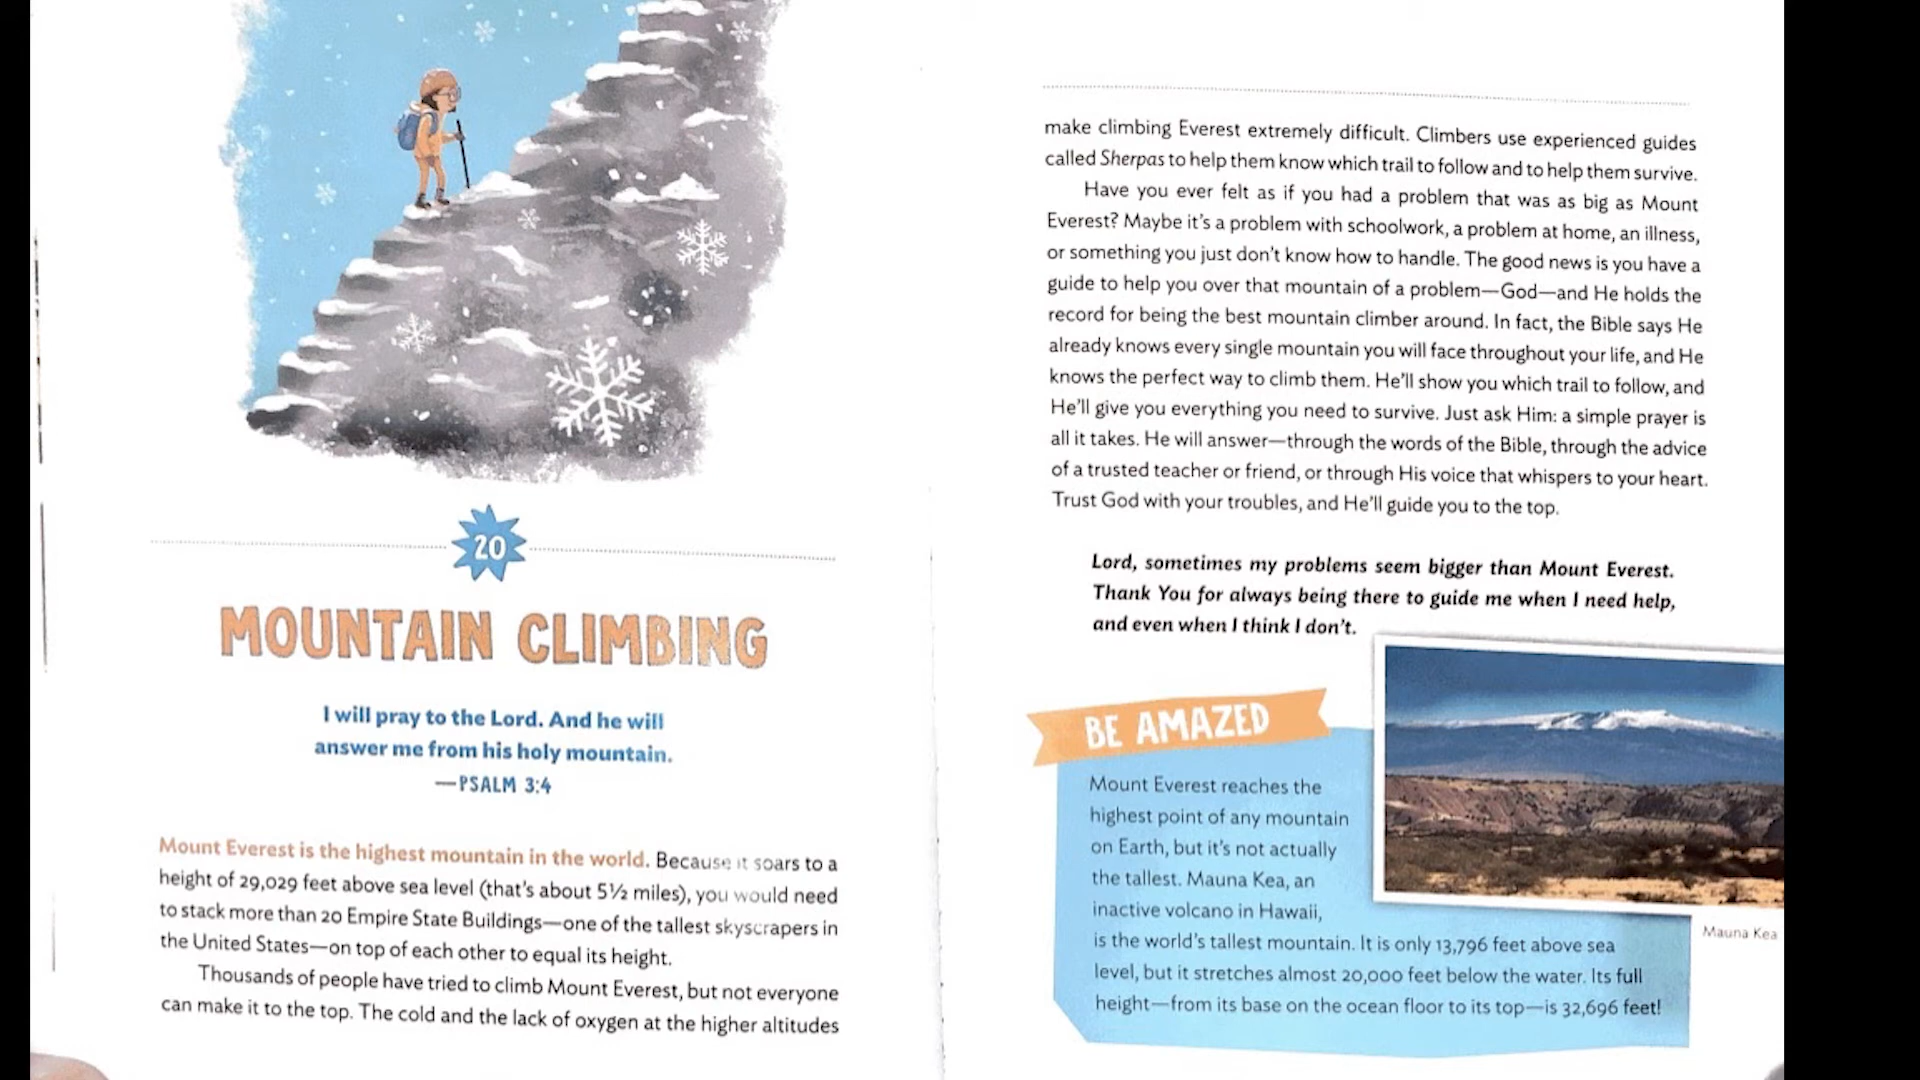 20
MOUNTAIN CLIMBING
I will pray to the Lord. And he will
answer me from his holy mountain.
—PSALM 3:4
Mount Everest is the highest mountain in the world. Because it soars to a
height of 29,029 feet above sea level (that's about 5½ miles), you would need
to stack more than 20 Empire State Buildings—one of the tallest skyscrapers in
the United States—on top of each other to equal its height.
Thousands of people have tried to climb Mount Everest, but not everyone
can make it to the top. The cold and the lack of oxygen at the higher altitudes
make climbing Everest extremely difficult. Climbers use experienced guides
called Sherpas to help them know which trail to follow and to help them survive.
Have you ever felt as if you had a problem that was as big as Mount
Everest? Maybe it's a problem with schoolwork, a problem at home, an illness,
or something you just don't know how to handle. The good news is you have a
guide to help you over that mountain of a problem—God—and He holds the
record for being the best mountain climber around. In fact, the Bible says He
already knows every single mountain you will face throughout your life, and He
knows the perfect way to climb them. He'll show you which trail to follow, and
He'll give you everything you need to survive. Just ask Him: a simple prayer is
all it takes. He will answer—through the words of the Bible, through the advice
of a trusted teacher or friend, or through His voice that whispers to your heart.
Trust God with your troubles, and He'll guide you to the top.
Lord, sometimes my problems seem bigger than Mount Everest.
Thank You for always being there to guide me when I need help,
and even when I think I don't.
BE AMAZED
Mount Everest reaches the
highest point of any mountain
on Earth, but it's not actually
the tallest. Mauna Kea, an
inactive volcano in Hawaii,
is the world's tallest mountain. It is only 13,796 feet above sea
level, but it stretches almost 20,000 feet below the water. Its full
height—from its base on the ocean floor to its top—is 32,696 feet!
Mauna Kea